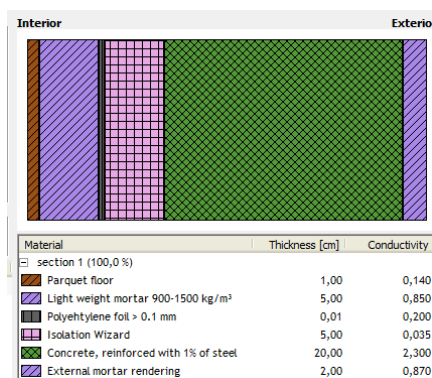 Interior Exterio
Material Thickness [cm] Conductivity
section 1 (100,0 %)
Parquet floor 1,00 0,140
Light weight mortar 900-1500 kg/m³ 5,00 0,850
Polyehtylene foil > 0.1 mm 0,01 0,200
Isolation Wizard 5,00 0,035
Concrete, reinforced with 1% of steel 20,00 2,300
External mortar rendering 2,00 0,870